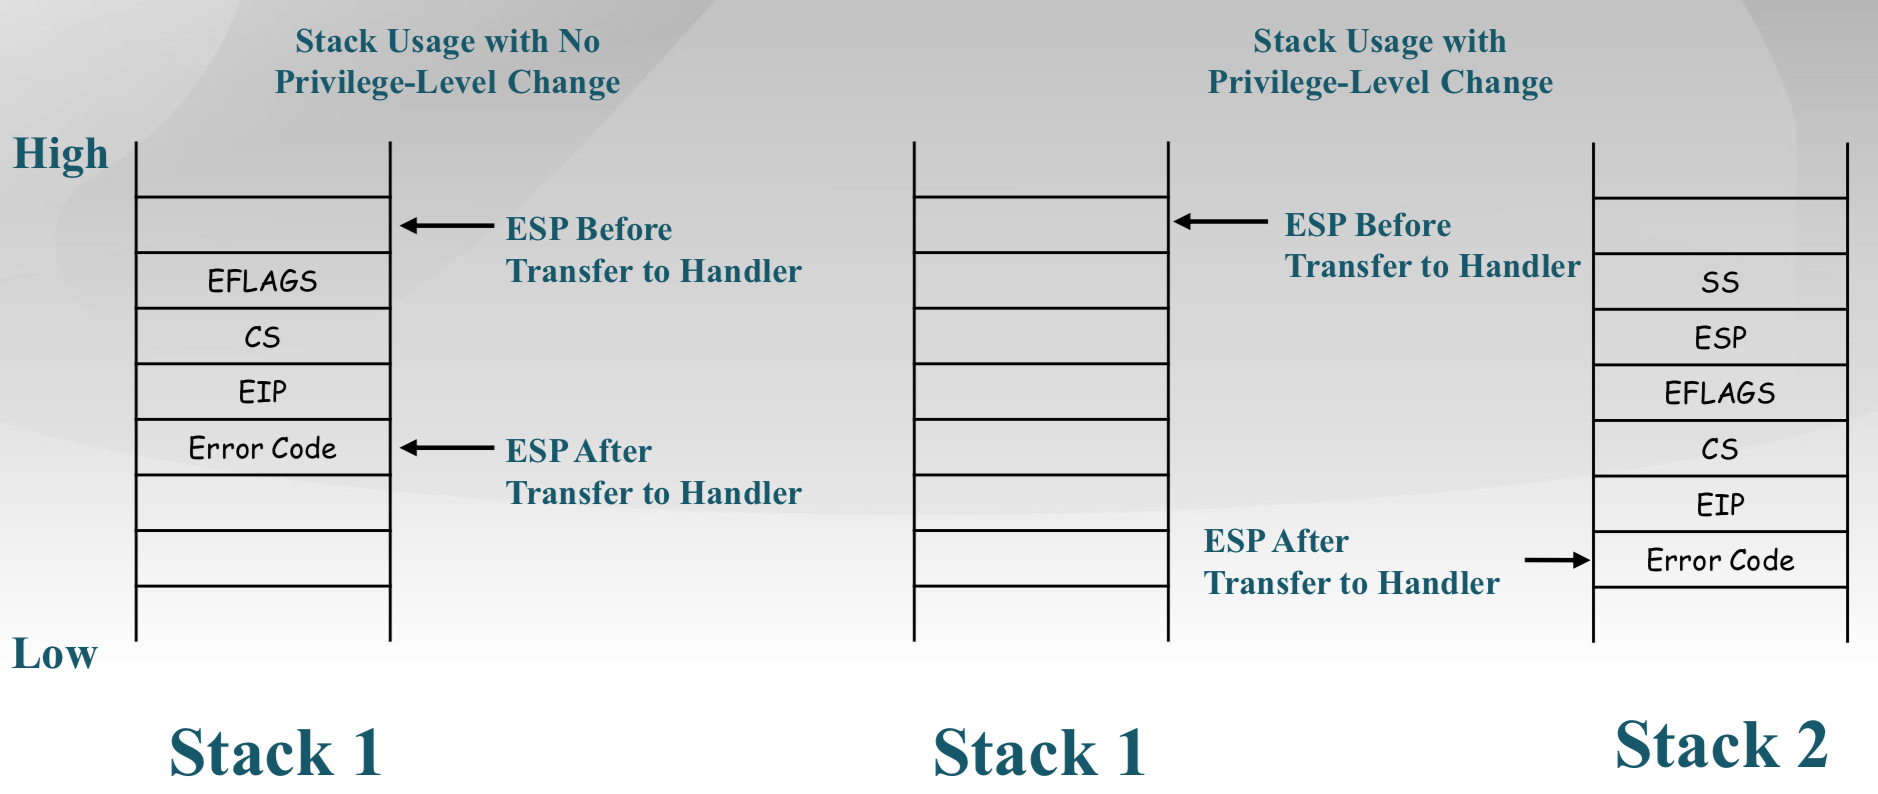 Stack Usage with No
Privilege-Level Change
Stack Usage with
Privilege-Level Change
High
ESP Before
Transfer to Handler
EFLAGS
CS
EIP
Error Code
ESP After
Transfer to Handler
Low
Stack 1
ESP Before
Transfer to Handler
ESP After
Transfer to Handler
Stack 1
SS
ESP
EFLAGS
CS
EIP
Error Code
Stack 2